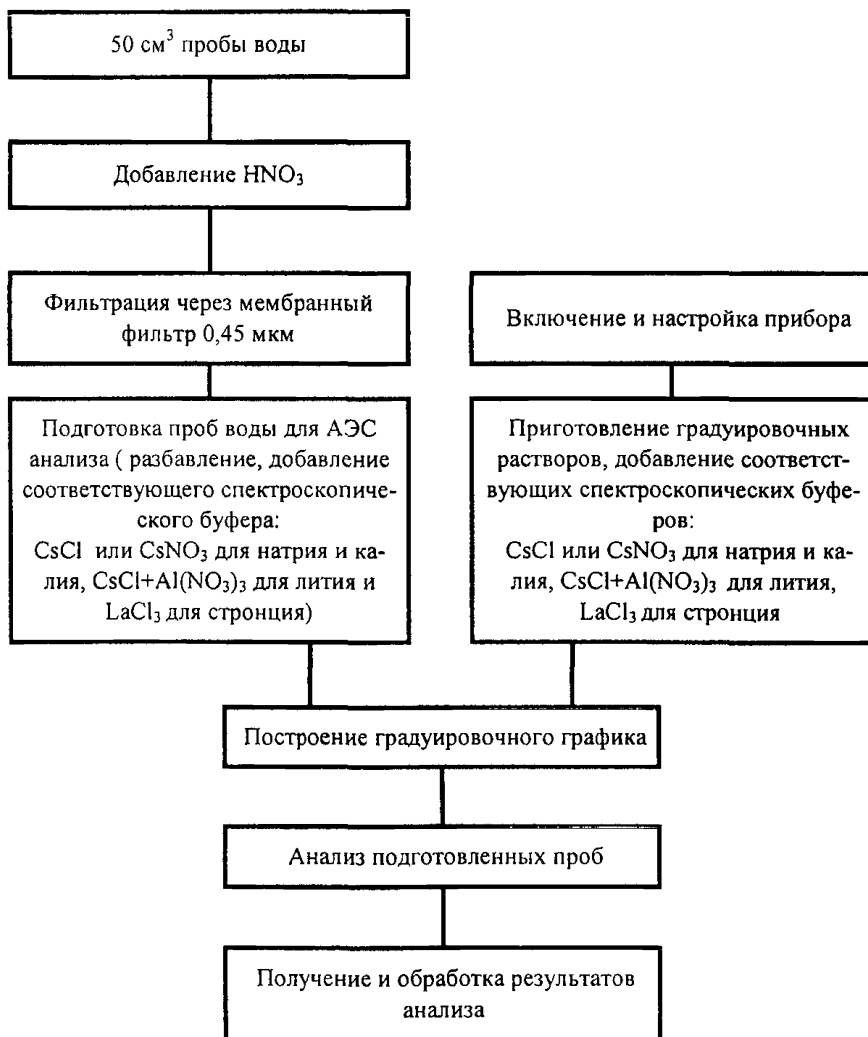 50 см³ пробы воды
Добавление HNO₃
Фильтрация через мембранный
фильтр 0,45 мкм
Включение и настройка прибора
Подготовка проб воды для АЭС
анализа ( разбавление, добавление
соответствующего спектроскопиче-
ского буфера:
CsCl или CsNO₃ для натрия и ка-
лия, CsCl+Al(NO₃)₃ для лития и
LaCl₃ для стронция)
Приготовление градуировочных
растворов, добавление соответст-
вующих спектроскопических буфе-
ров:
CsCl или CsNO₃ для натрия и ка-
лия, CsCl+Al(NO₃)₃ для лития,
LaCl₃ для стронция
Построение градуировочного графика
Анализ подготовленных проб
Получение и обработка результатов
анализа